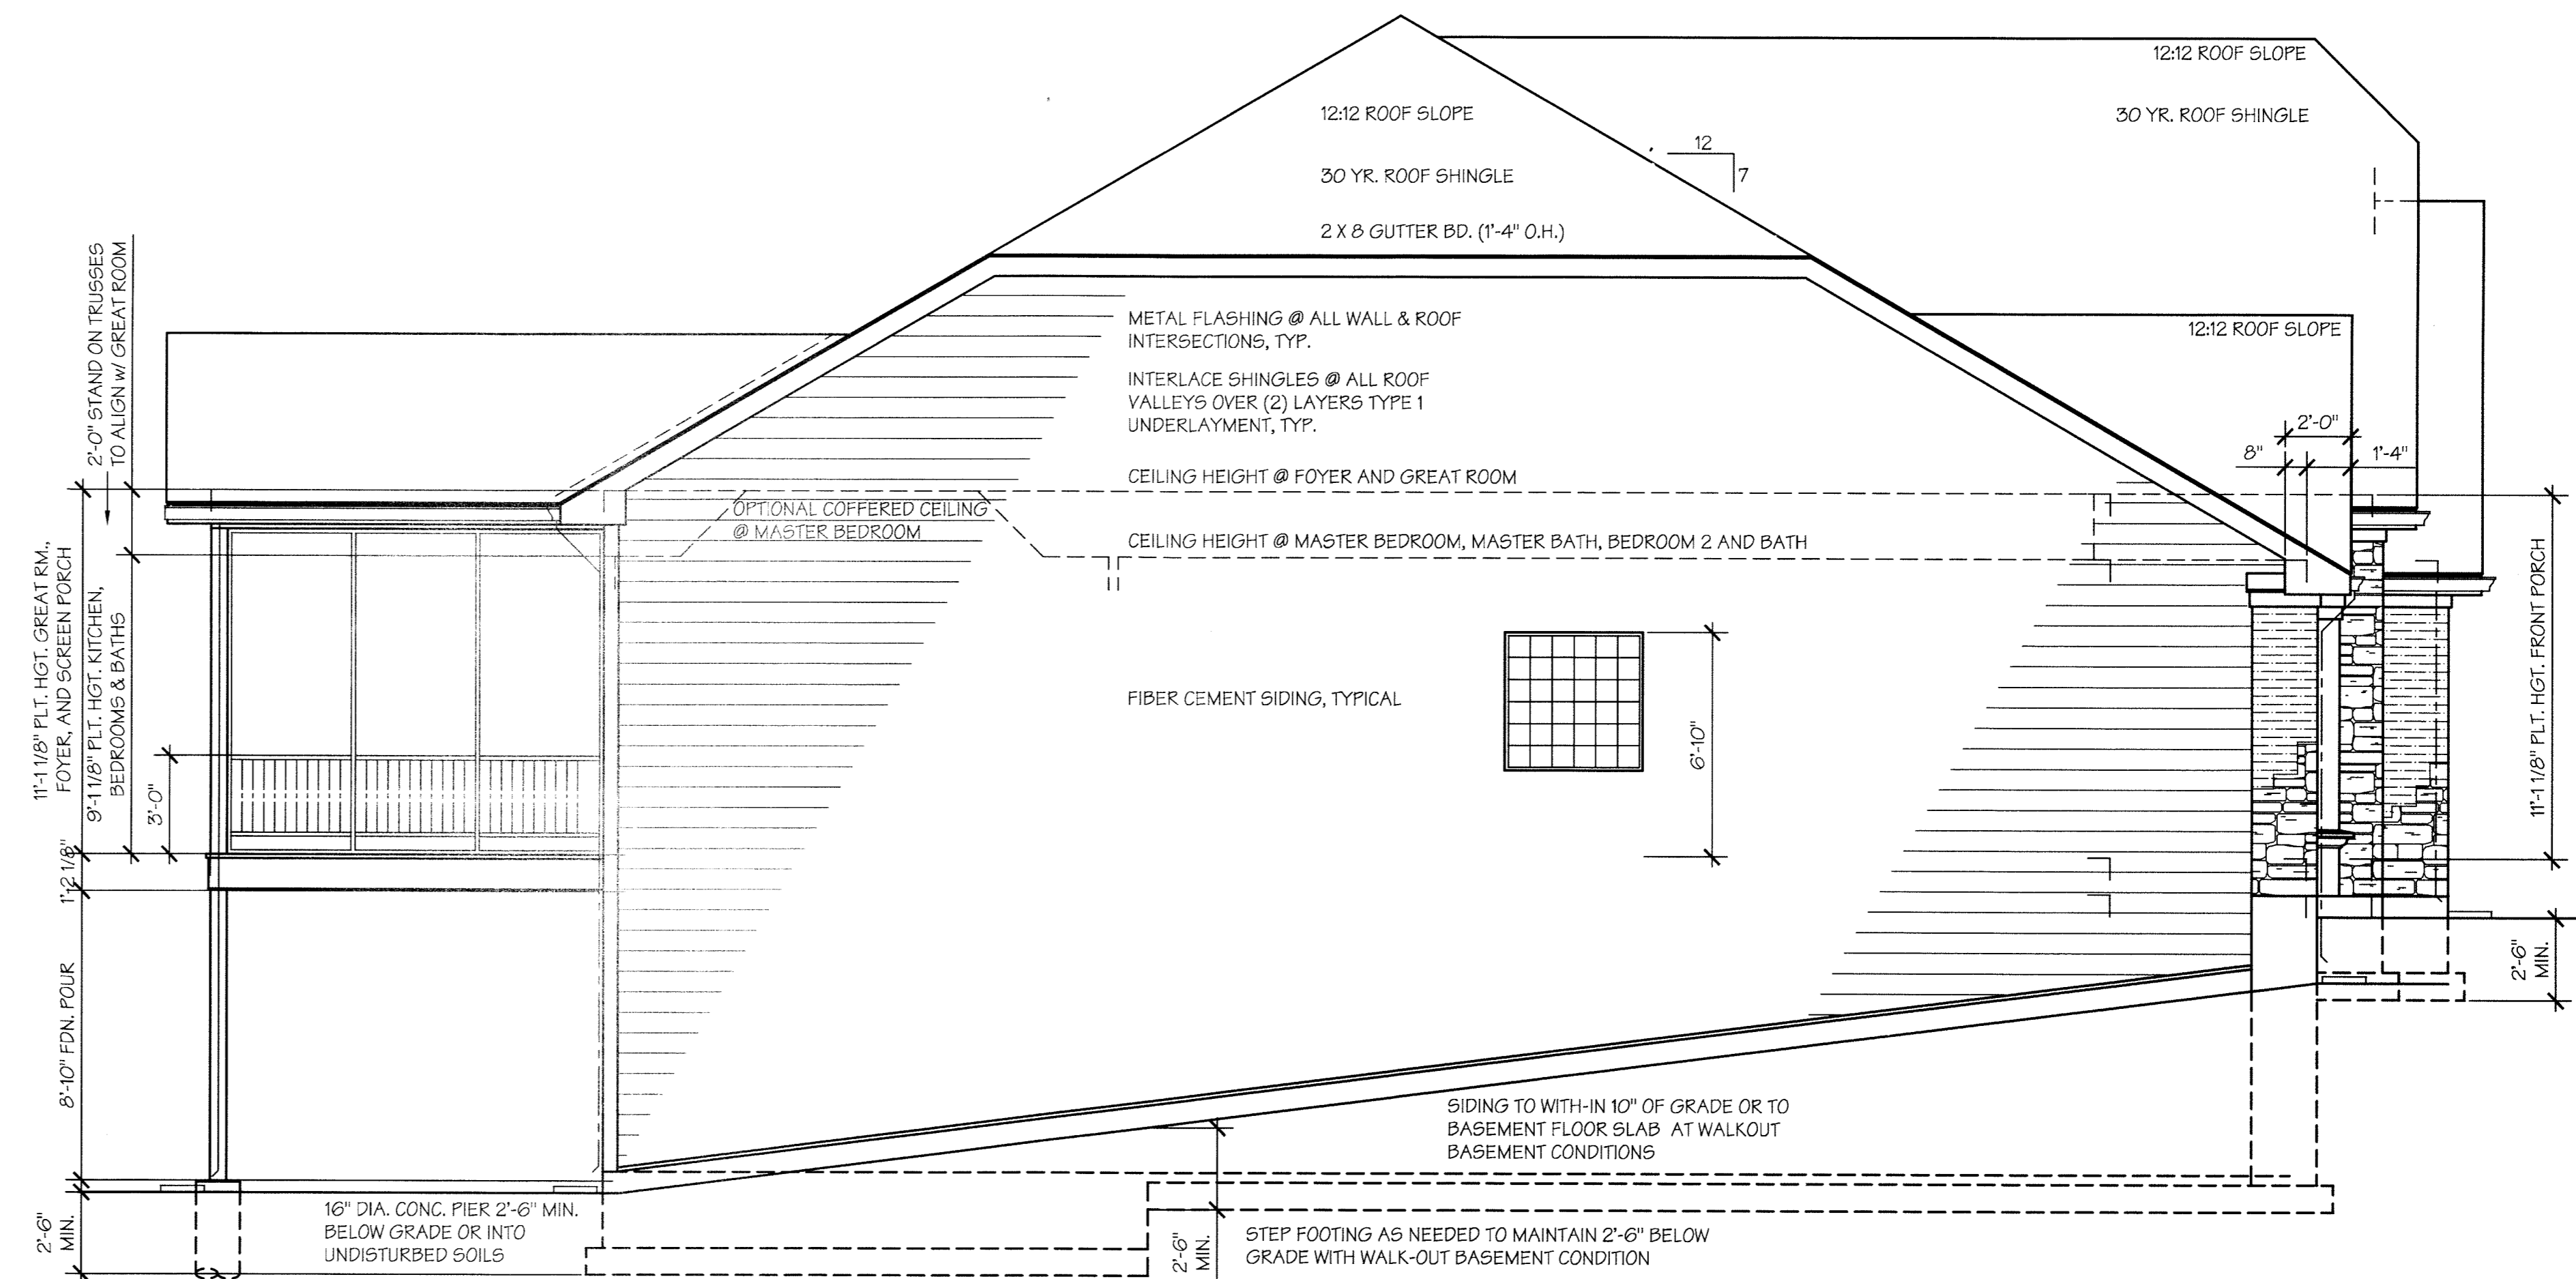 12:12 ROOF SLOPE
30 YR. ROOF SHINGLE
12:12 ROOF SLOPE
30 YR. ROOF SHINGLE
2 X 8 GUTTER BD. (1'-4" O.H.)
12
7
2'-0" STAND ON TRUSSES
TO ALIGN w/ GREAT ROOM
METAL FLASHING @ ALL WALL & ROOF
INTERSECTIONS, TYP.
INTERLACE SHINGLES @ ALL ROOF
VALLEYS OVER (2) LAYERS TYPE 1
UNDERLAYMENT, TYP.
12:12 ROOF SLOPE
2'-0"
8"
1'-4"
CEILING HEIGHT @ FOYER AND GREAT ROOM
OPTIONAL COFFERED CEILING
@ MASTER BEDROOM
CEILING HEIGHT @ MASTER BEDROOM, MASTER BATH, BEDROOM 2 AND BATH
11'-1 1/8" PLT. HGT. GREAT RM.,
FOYER, AND SCREEN PORCH
9'-1 1/8" PLT. HGT. KITCHEN,
BEDROOMS & BATHS
3'-0"
FIBER CEMENT SIDING, TYPICAL
6'-10"
11'-1 1/8" PLT. HGT. FRONT PORCH
8'-10" FDN. POUR
2'-6"
MIN.
SIDING TO WITH-IN 10" OF GRADE OR TO
BASEMENT FLOOR SLAB AT WALKOUT
BASEMENT CONDITIONS
2'-6"
MIN.
16" DIA. CONC. PIER 2'-6" MIN.
BELOW GRADE OR INTO
UNDISTURBED SOILS
2'-6"
MIN.
STEP FOOTING AS NEEDED TO MAINTAIN 2'-6" BELOW
GRADE WITH WALK-OUT BASEMENT CONDITION